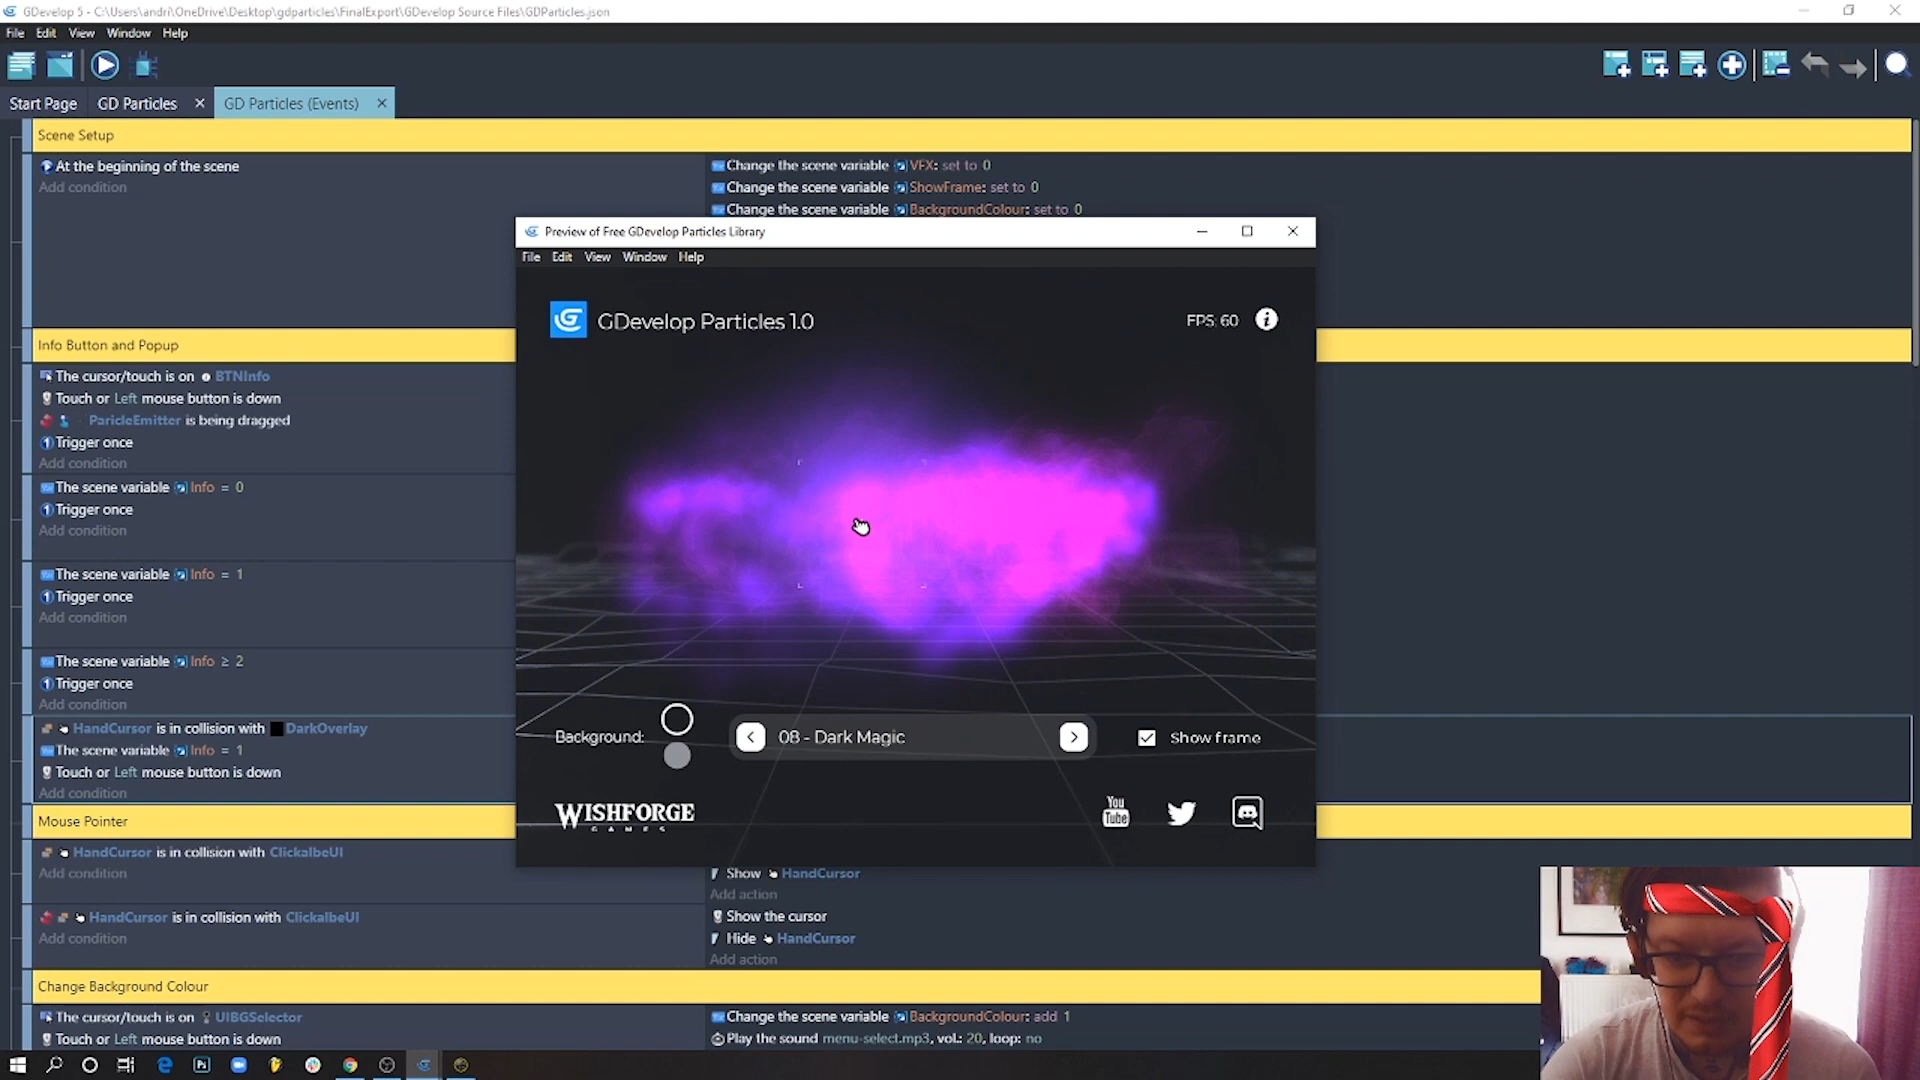 GDevelop 5 - C:\Users\andri\OneDrive\Desktop\gdparticles\FinalExport\GDevelop Source Files\GDParticles.json
File Edit View Window Help
Start Page GD Particles × GD Particles (Events) ×
Scene Setup
At the beginning of the scene
Add condition
Change the scene variable VFX: set to 0
Change the scene variable ShowFrame: set to 0
Change the scene variable BackgroundColour: set to 0
Info Button and Popup
The cursor/touch is on BTNInfo
Touch or Left mouse button is down
ParicleEmitter is being dragged
Trigger once
Add condition
The scene variable Info = 0
Trigger once
Add condition
The scene variable Info = 1
Trigger once
Add condition
The scene variable Info ≥ 2
Trigger once
Add condition
HandCursor is in collision with DarkOverlay
The scene variable Info = 1
Touch or Left mouse button is down
Add condition
Preview of Free GDevelop Particles Library
File Edit View Window Help
GDevelop Particles 1.0
FPS: 60
Background:
08 - Dark Magic
Show frame
WISHFORGE
GAMES
You
Tube
Mouse Pointer
HandCursor is in collision with ClickalbeUI
Add condition
Show HandCursor
Add action
HandCursor is in collision with ClickalbeUI
Add condition
Show the cursor
Hide HandCursor
Add action
Change Background Colour
The cursor/touch is on UIBGSelector
Touch or Left mouse button is down
Change the scene variable BackgroundColour: add 1
Play the sound menu-select.mp3, vol.: 20, loop: no